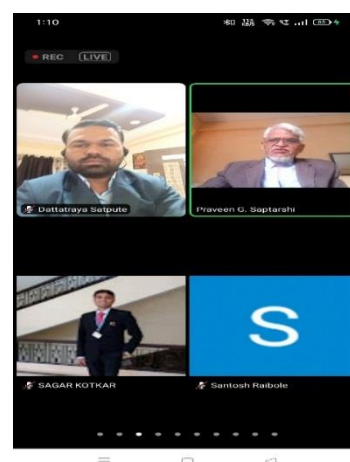 1:10
REC LIVE
Dattatraya Satpute
Praveen G. Saptarshi
S
SAGAR KOTKAR
Santosh Raibole